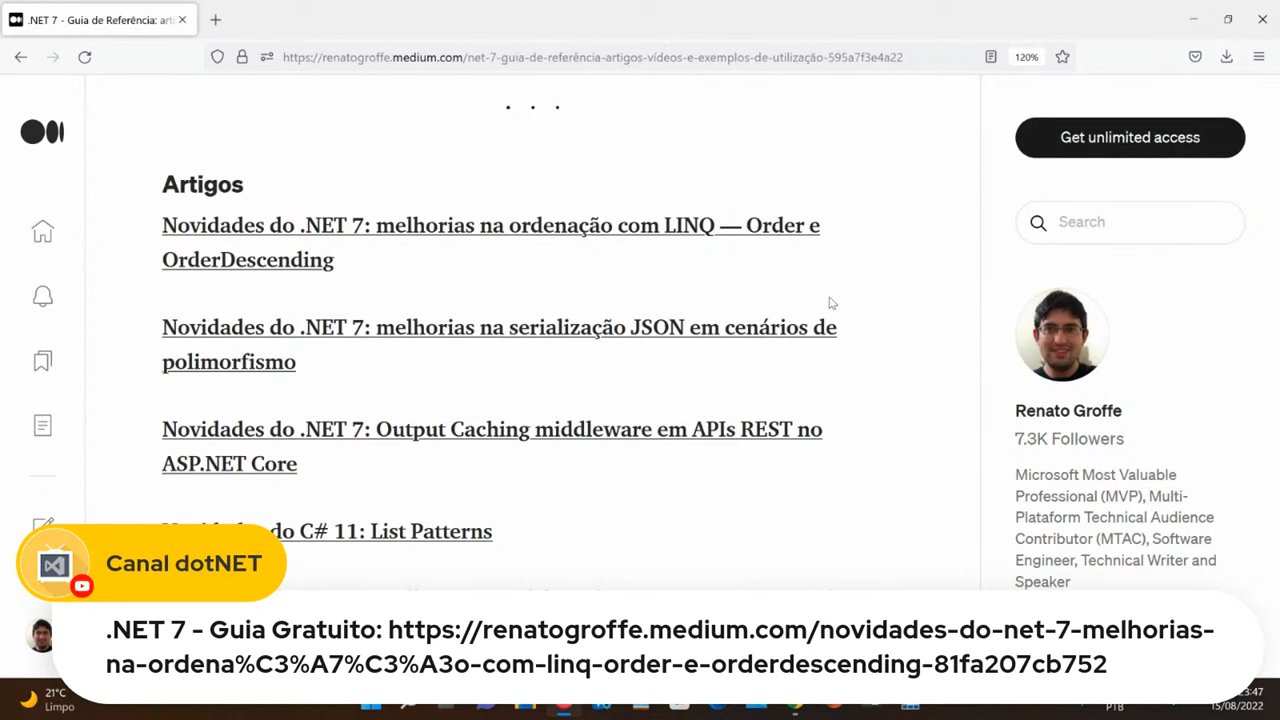 .NET 7 - Guia de Referência: arti
https://renatogroffe.medium.com/net-7-guia-de-referência-artigos-vídeos-e-exemplos-de-utilização-595a7f3e4a22
120%
Get unlimited access
Artigos
Novidades do .NET 7: melhorias na ordenação com LINQ — Order e
OrderDescending
Search
Novidades do .NET 7: melhorias na serialização JSON em cenários de
polimorfismo
Renato Groffe
7.3K Followers
Novidades do .NET 7: Output Caching middleware em APIs REST no
ASP.NET Core
Microsoft Most Valuable
Professional (MVP), Multi-
Plataform Technical Audience
Contributor (MTAC), Software
Engineer, Technical Writer and
Speaker
do C# 11: List Patterns
Canal dotNET
.NET 7 - Guia Gratuito: https://renatogroffe.medium.com/novidades-do-net-7-melhorias-
na-ordena%C3%A7%C3%A3o-com-linq-order-e-orderdescending-81fa207cb752
21°C
Limpo
PTB
23:47
15/08/2022